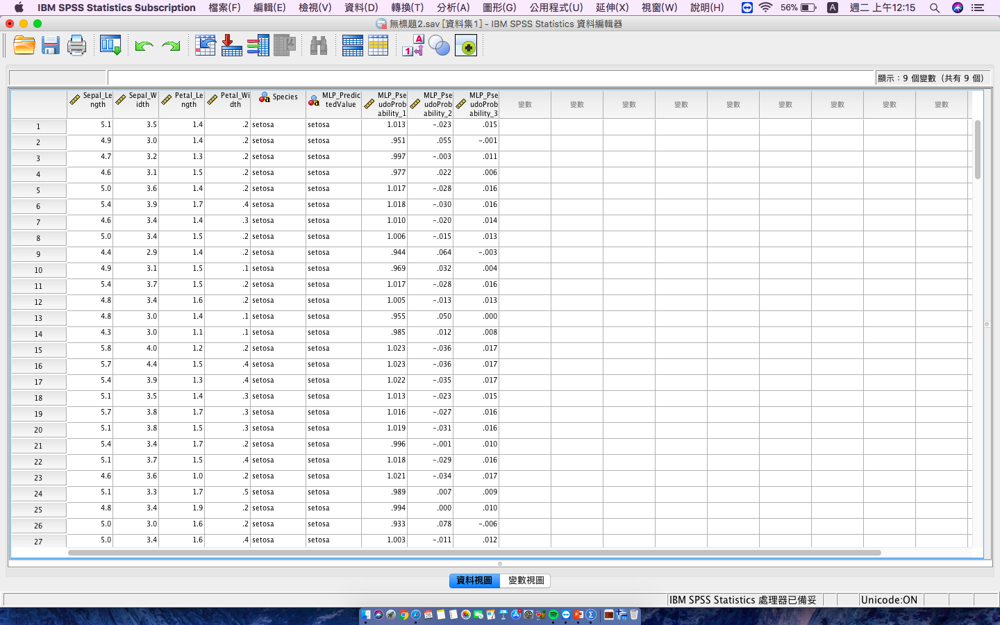 IBM SPSS Statistics Subscription 檔案(F) 編輯(E) 檢視(V) 資料(D) 轉換(T) 分析(A) 圖形(G) 公用程式(U) 延伸(X) 視窗(W) 說明(H) 56% A 週二 上午12:15
無標題2.sav [資料集1] - IBM SPSS Statistics 資料編輯器
顯示：9 個變數 (共有 9 個)
Sepal_Length Sepal_Width Petal_Length Petal_Width Species MLP_PredictedValue MLP_PseudoProbability_1 MLP_PseudoProbability_2 MLP_PseudoProbability_3 變數 變數 變數 變數 變數 變數 變數 變數 變數
1 5.1 3.5 1.4 .2 setosa setosa 1.013 -.023 .015
2 4.9 3.0 1.4 .2 setosa setosa .951 .055 -.001
3 4.7 3.2 1.3 .2 setosa setosa .997 -.003 .011
4 4.6 3.1 1.5 .2 setosa setosa .977 .022 .006
5 5.0 3.6 1.4 .2 setosa setosa 1.017 -.028 .016
6 5.4 3.9 1.7 .4 setosa setosa 1.018 -.030 .016
7 4.6 3.4 1.4 .3 setosa setosa 1.010 -.020 .014
8 5.0 3.4 1.5 .2 setosa setosa 1.006 -.015 .013
9 4.4 2.9 1.4 .2 setosa setosa .944 .064 -.003
10 4.9 3.1 1.5 .1 setosa setosa .969 .032 .004
11 5.4 3.7 1.5 .2 setosa setosa 1.017 -.028 .016
12 4.8 3.4 1.6 .2 setosa setosa 1.005 -.013 .013
13 4.8 3.0 1.4 .1 setosa setosa .955 .050 .000
14 4.3 3.0 1.1 .1 setosa setosa .985 .012 .008
15 5.8 4.0 1.2 .2 setosa setosa 1.023 -.036 .017
16 5.7 4.4 1.5 .4 setosa setosa 1.023 -.036 .017
17 5.4 3.9 1.3 .4 setosa setosa 1.022 -.035 .017
18 5.1 3.5 1.4 .3 setosa setosa 1.013 -.023 .015
19 5.7 3.8 1.7 .3 setosa setosa 1.016 -.027 .016
20 5.1 3.8 1.5 .3 setosa setosa 1.019 -.031 .016
21 5.4 3.4 1.7 .2 setosa setosa .996 -.001 .010
22 5.1 3.7 1.5 .4 setosa setosa 1.018 -.029 .016
23 4.6 3.6 1.0 .2 setosa setosa 1.021 -.034 .017
24 5.1 3.3 1.7 .5 setosa setosa .989 .007 .009
25 4.8 3.4 1.9 .2 setosa setosa .994 .000 .010
26 5.0 3.0 1.6 .2 setosa setosa .933 .078 -.006
27 5.0 3.4 1.6 .4 setosa setosa 1.003 -.011 .012
資料視圖 變數視圖
IBM SPSS Statistics 處理器已備妥 Unicode:ON